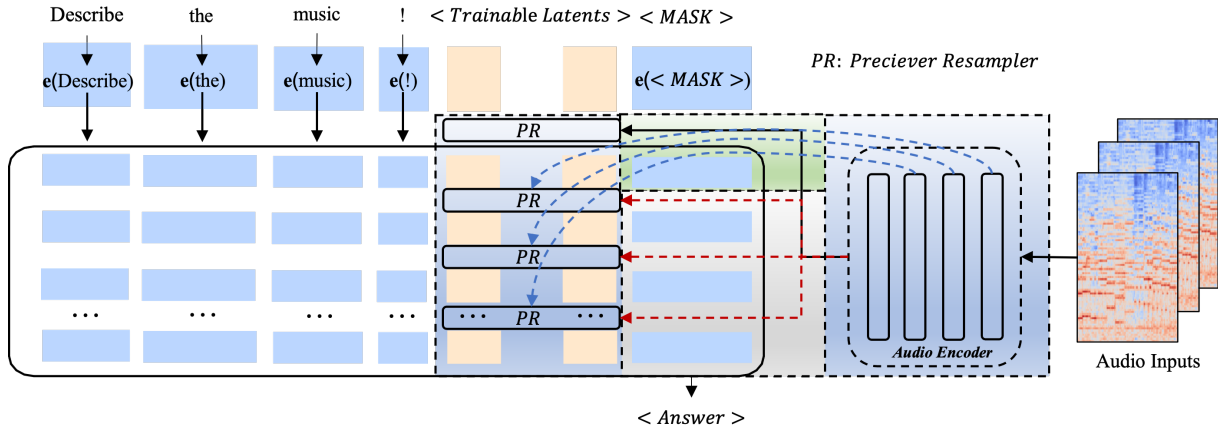 Describe the music ! < Trainable Latents > < MASK >
e(Describe) e(the) e(music) e(!) e(< MASK >)
PR: Preciever Resampler
PR
PR
PR
... ... ... ... ... PR ...
Audio Encoder
Audio Inputs
< Answer >